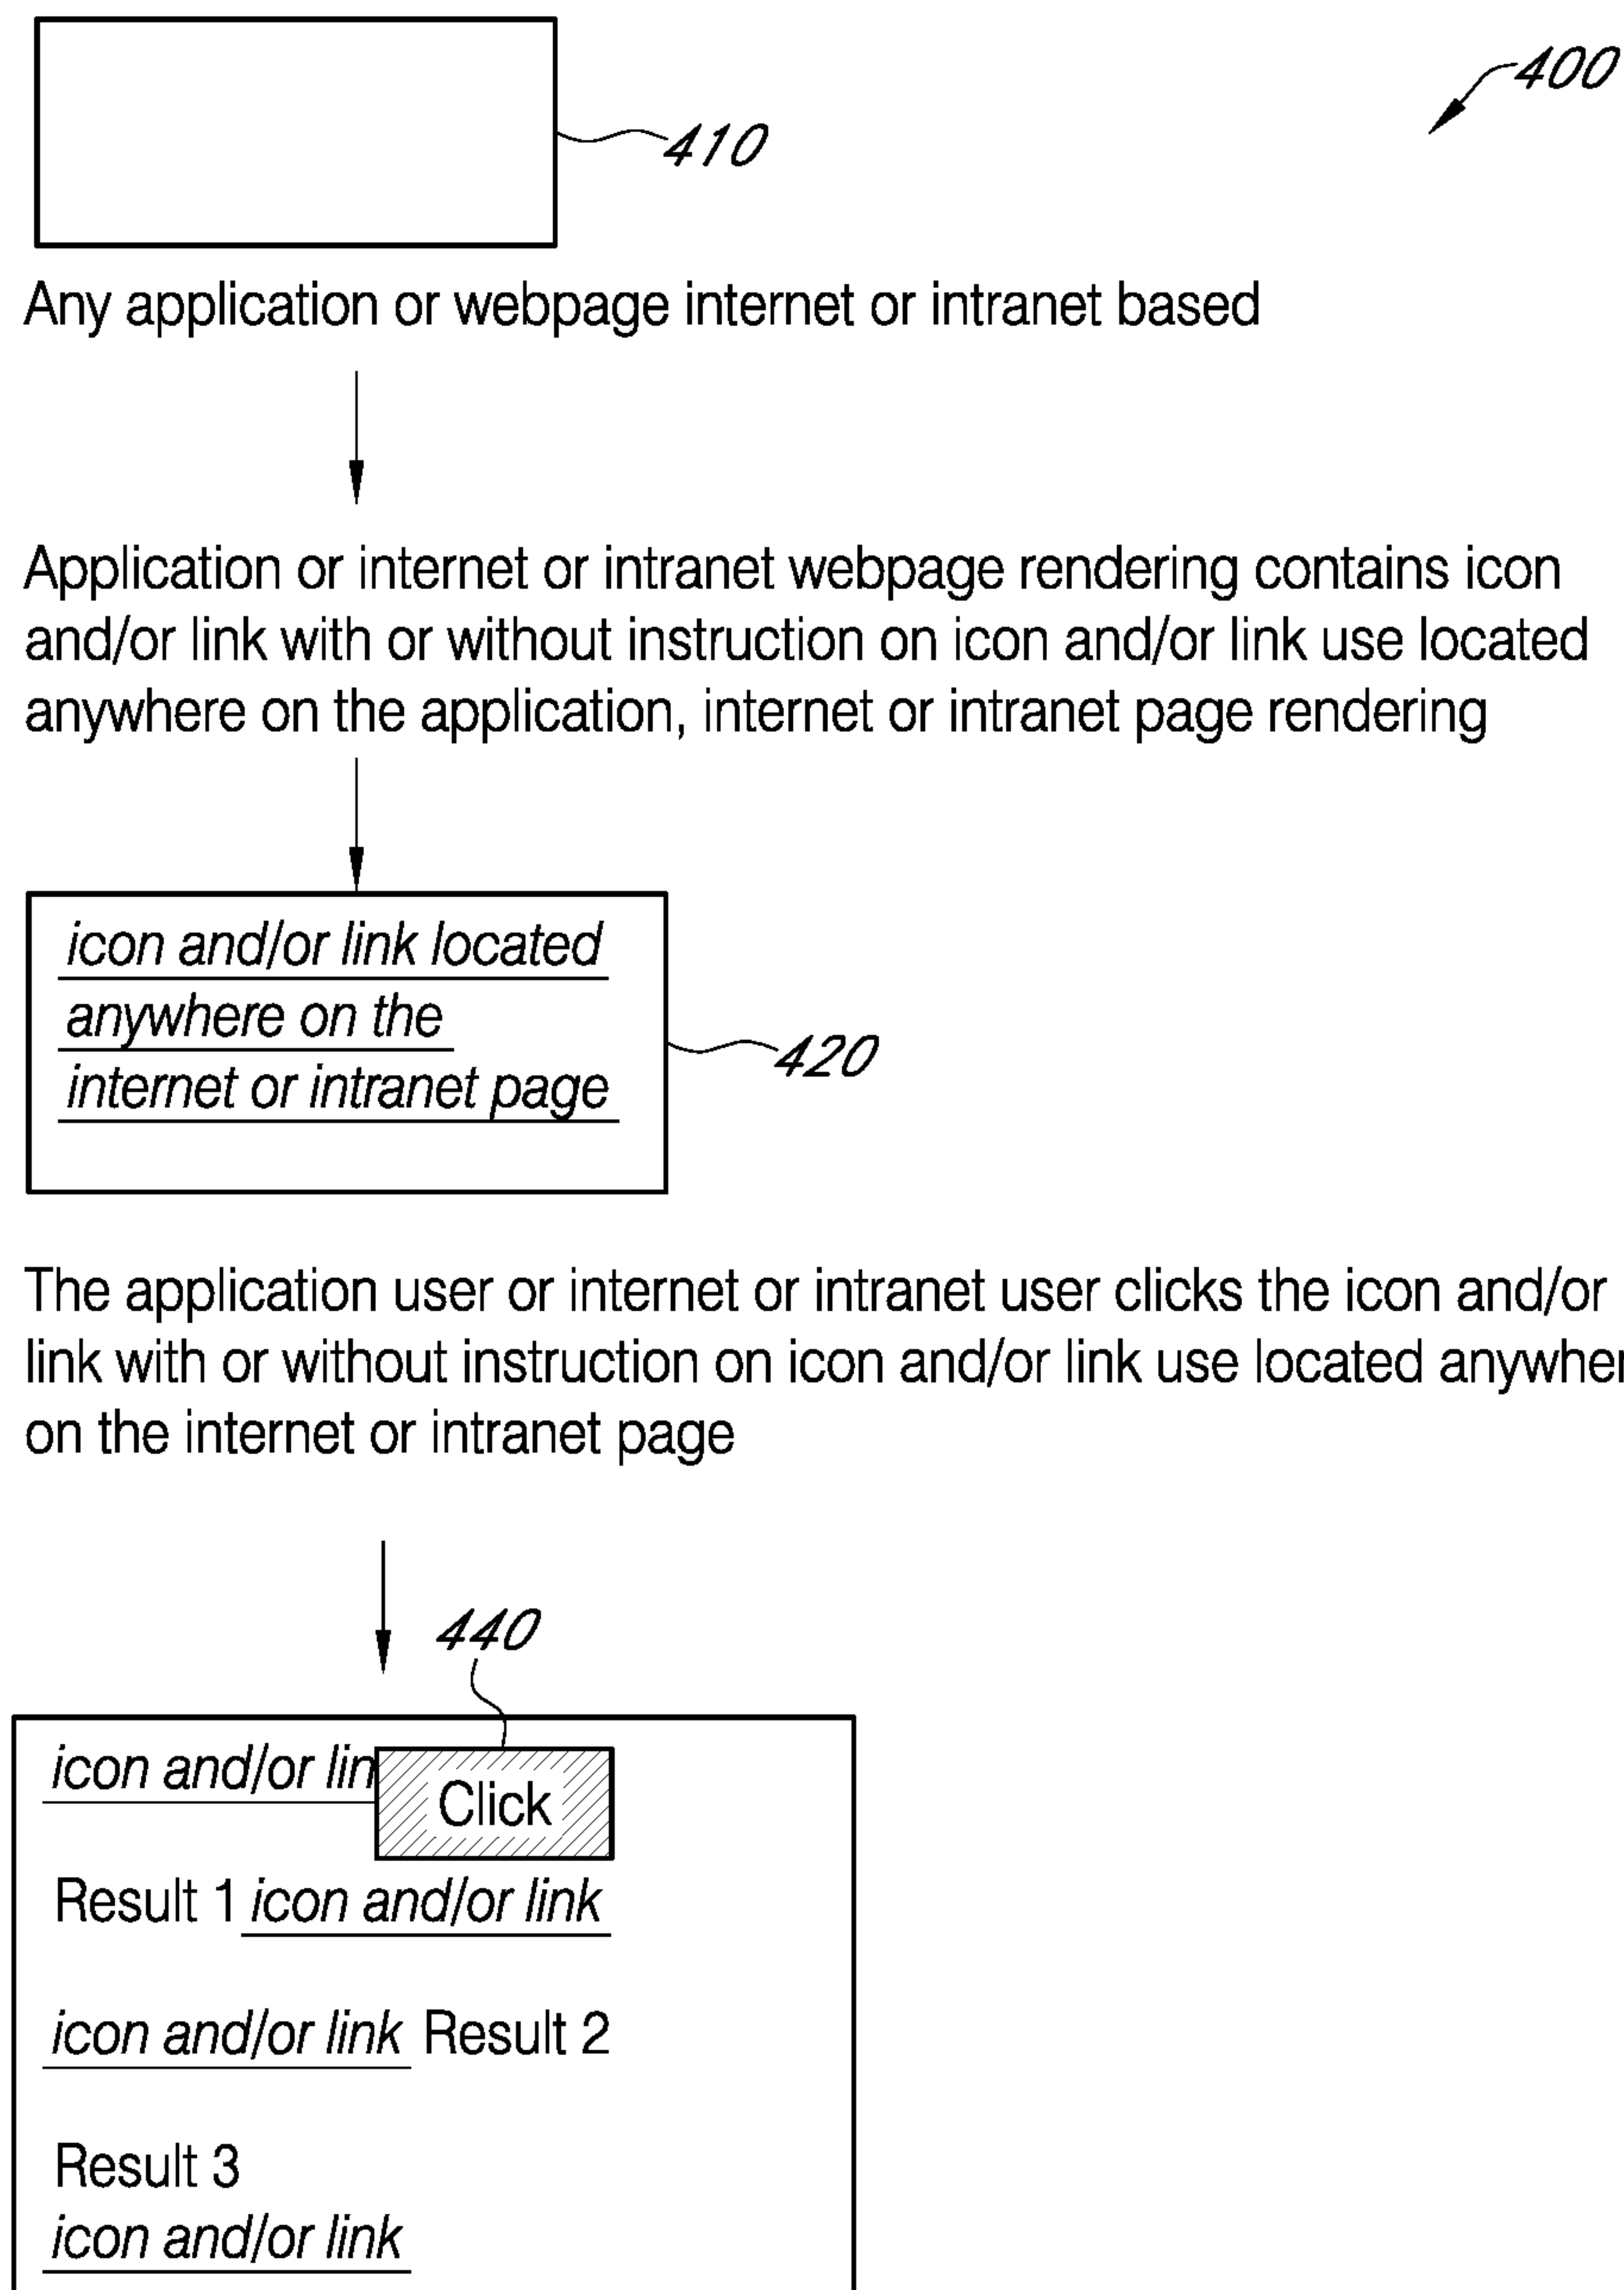 400
410
Any application or webpage internet or intranet based
Application or internet or intranet webpage rendering contains icon
and/or link with or without instruction on icon and/or link use located
anywhere on the application, internet or intranet page rendering
icon and/or link located
anywhere on the
internet or intranet page
420
The application user or internet or intranet user clicks the icon and/or
link with or without instruction on icon and/or link use located
on the internet or intranet page
440
icon and/or
Click
Result 1 icon and/or link
icon and/or link Result 2
Result 3
icon and/or link